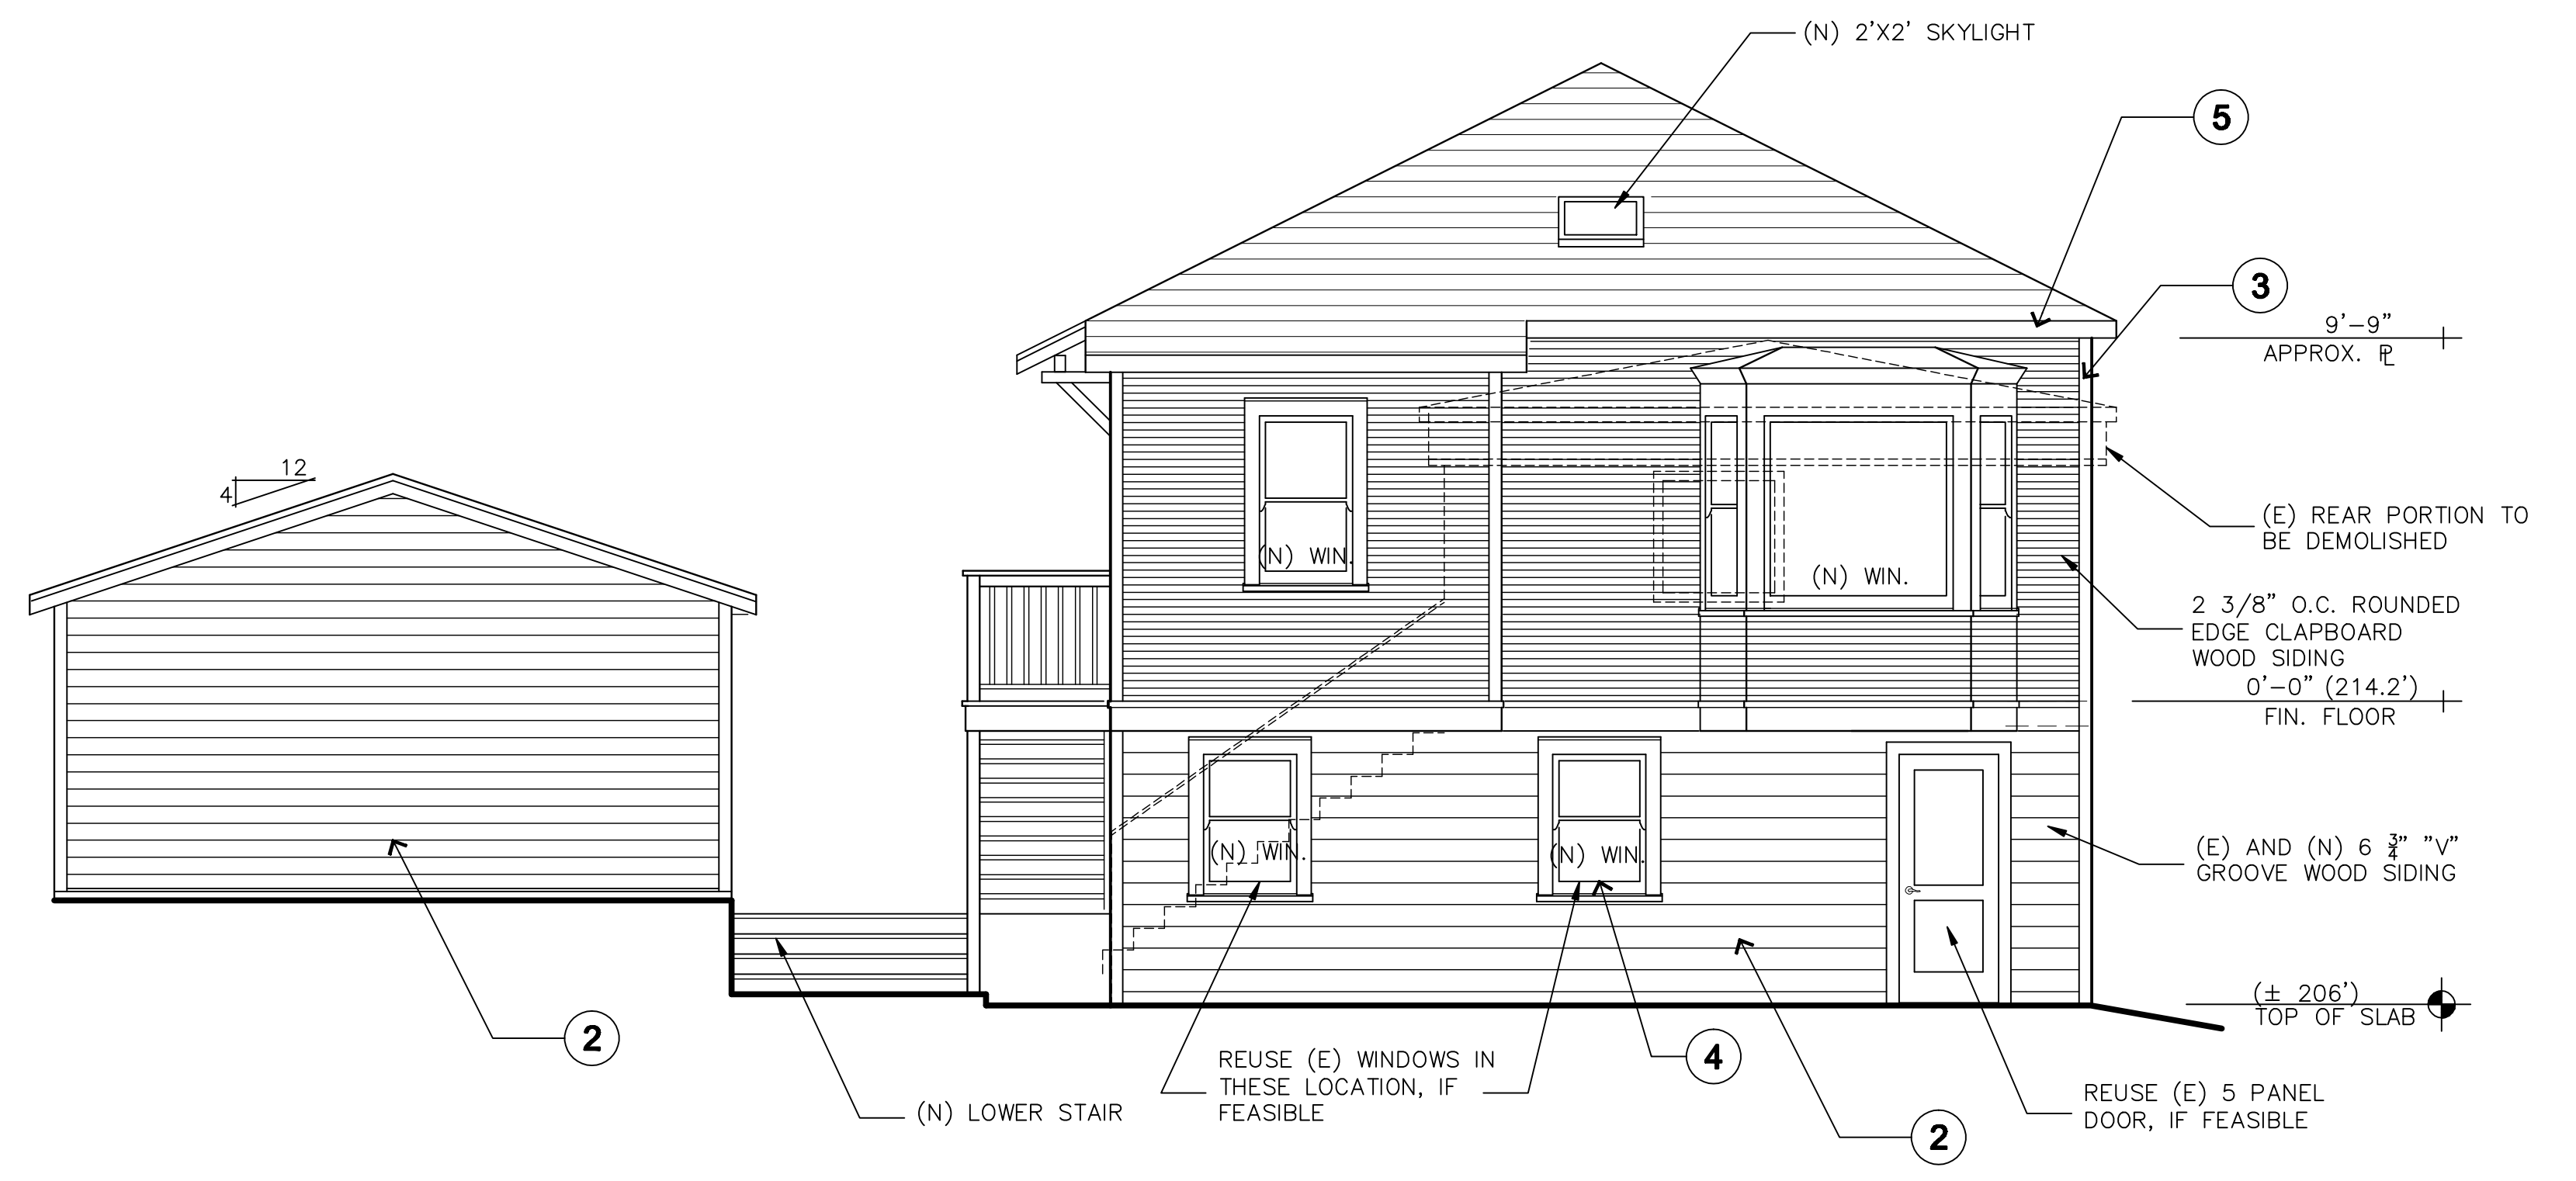 (N) 2'X2' SKYLIGHT
5
3
9'-9"
APPROX. ℙL
12
4
(N) WIN.
(N) WIN.
(E) REAR PORTION TO
BE DEMOLISHED
2 3/8" O.C. ROUNDED
EDGE CLAPBOARD
WOOD SIDING
0'-0" (214.2')
FIN. FLOOR
(N) WIN.
(N) WIN.
(E) AND (N) 6 3/4" "V"
GROOVE WOOD SIDING
(± 206')
TOP OF SLAB
2
(N) LOWER STAIR
REUSE (E) WINDOWS IN
THESE LOCATION, IF
FEASIBLE
4
2
REUSE (E) 5 PANEL
DOOR, IF FEASIBLE